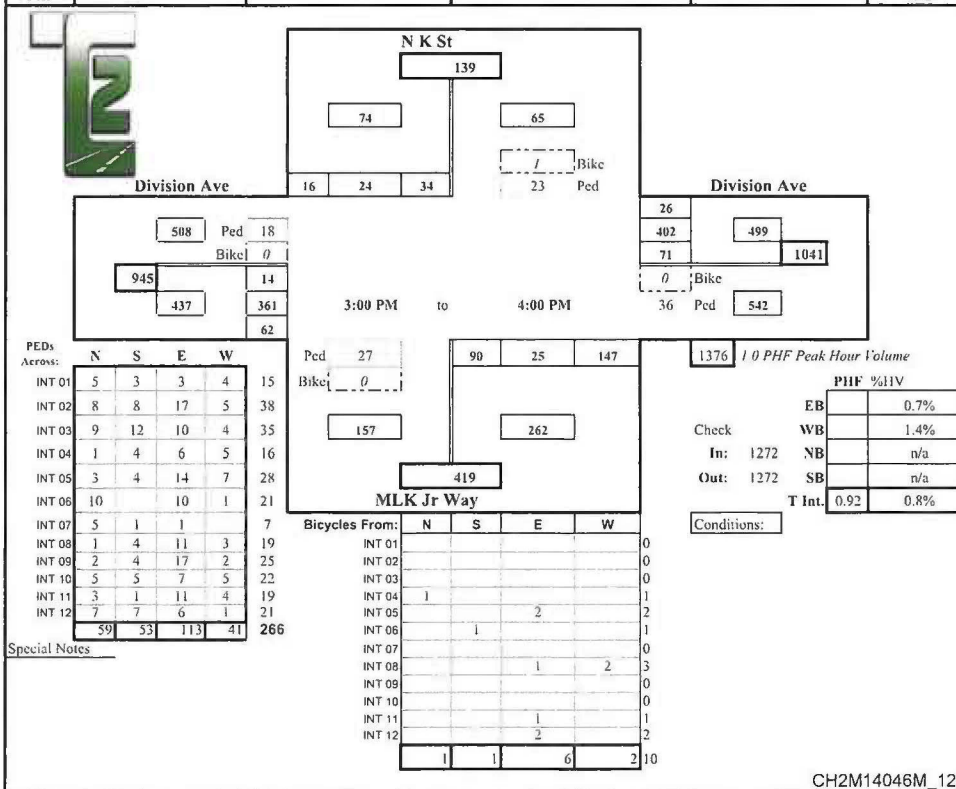 T2
N K St
139
74
65
1 Bike
23 Ped
Division Ave
16 24 34
Division Ave
508 Ped 18
Bike 0
26
402 499
71 1041
945 14
0 Bike
437 361 3:00 PM to 4:00 PM 36 Ped 542
62
PEDs
Across: N S E W
Ped 27 90 25 147 1376 1.0 PHF Peak Hour Volume
Bike 0
INT 01 5 3 3 4 15
INT 02 8 8 17 5 38
INT 03 9 12 10 4 35
INT 04 1 4 6 5 16
INT 05 3 4 14 7 28
INT 06 10 10 1 21
INT 07 5 1 1 7
INT 08 1 4 11 3 19
INT 09 2 4 17 2 25
INT 10 5 5 7 5 22
INT 11 3 1 11 4 19
INT 12 7 7 6 1 21
59 53 113 41 266
Special Notes
157 262
419
MLK Jr Way
PHF %HV
EB 0.7%
Check WB 1.4%
In: 1272 NB n/a
Out: 1272 SB n/a
T Int. 0.92 0.8%
Conditions:
Bicycles From: N S E W
INT 01 0
INT 02 0
INT 03 0
INT 04 1 1
INT 05 2 2
INT 06 1 1
INT 07 0
INT 08 1 2 3
INT 09 0
INT 10 0
INT 11 1 1
INT 12 2 2
1 1 6 2 10
CH2M14046M_12